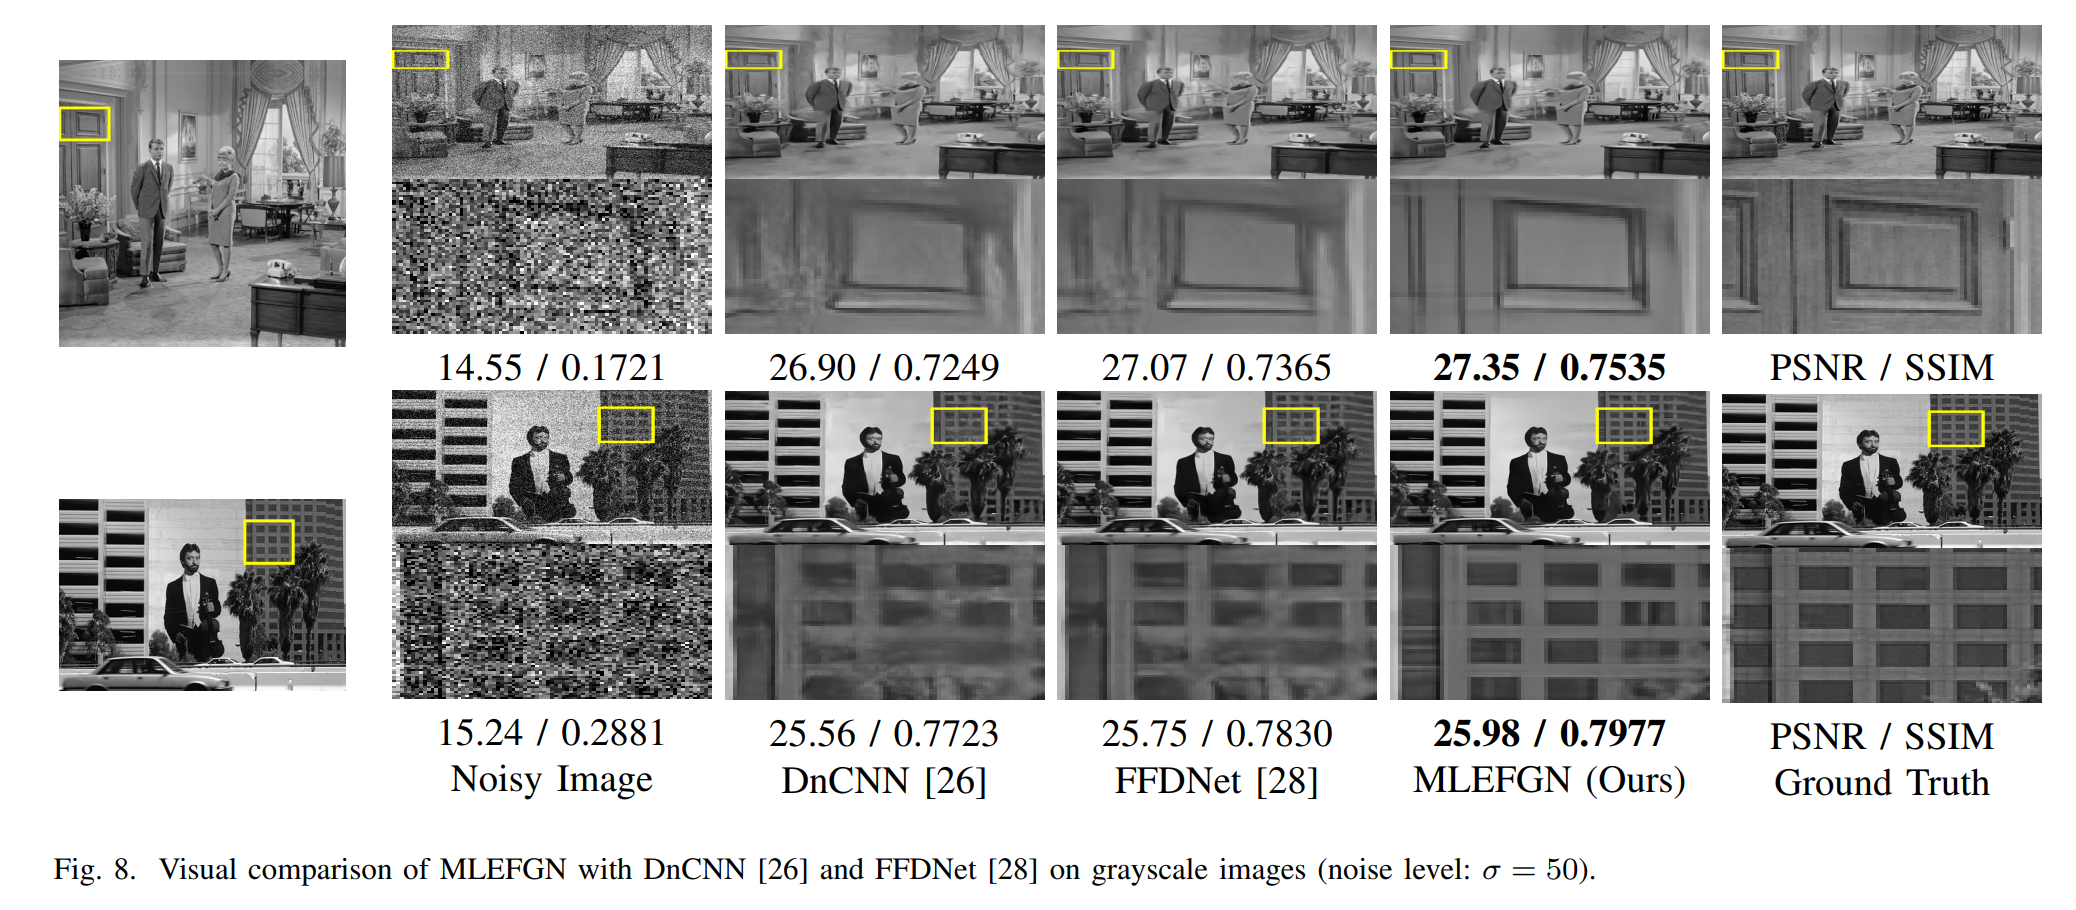 14.55 / 0.1721 26.90 / 0.7249 27.07 / 0.7365 27.35 / 0.7535 PSNR / SSIM
15.24 / 0.2881 25.56 / 0.7723 25.75 / 0.7830 25.98 / 0.7977 PSNR / SSIM
Noisy Image DnCNN [26] FFDNet [28] MLEFGN (Ours) Ground Truth
Fig. 8. Visual comparison of MLEFGN with DnCNN [26] and FFDNet [28] on grayscale images (noise level: σ = 50).